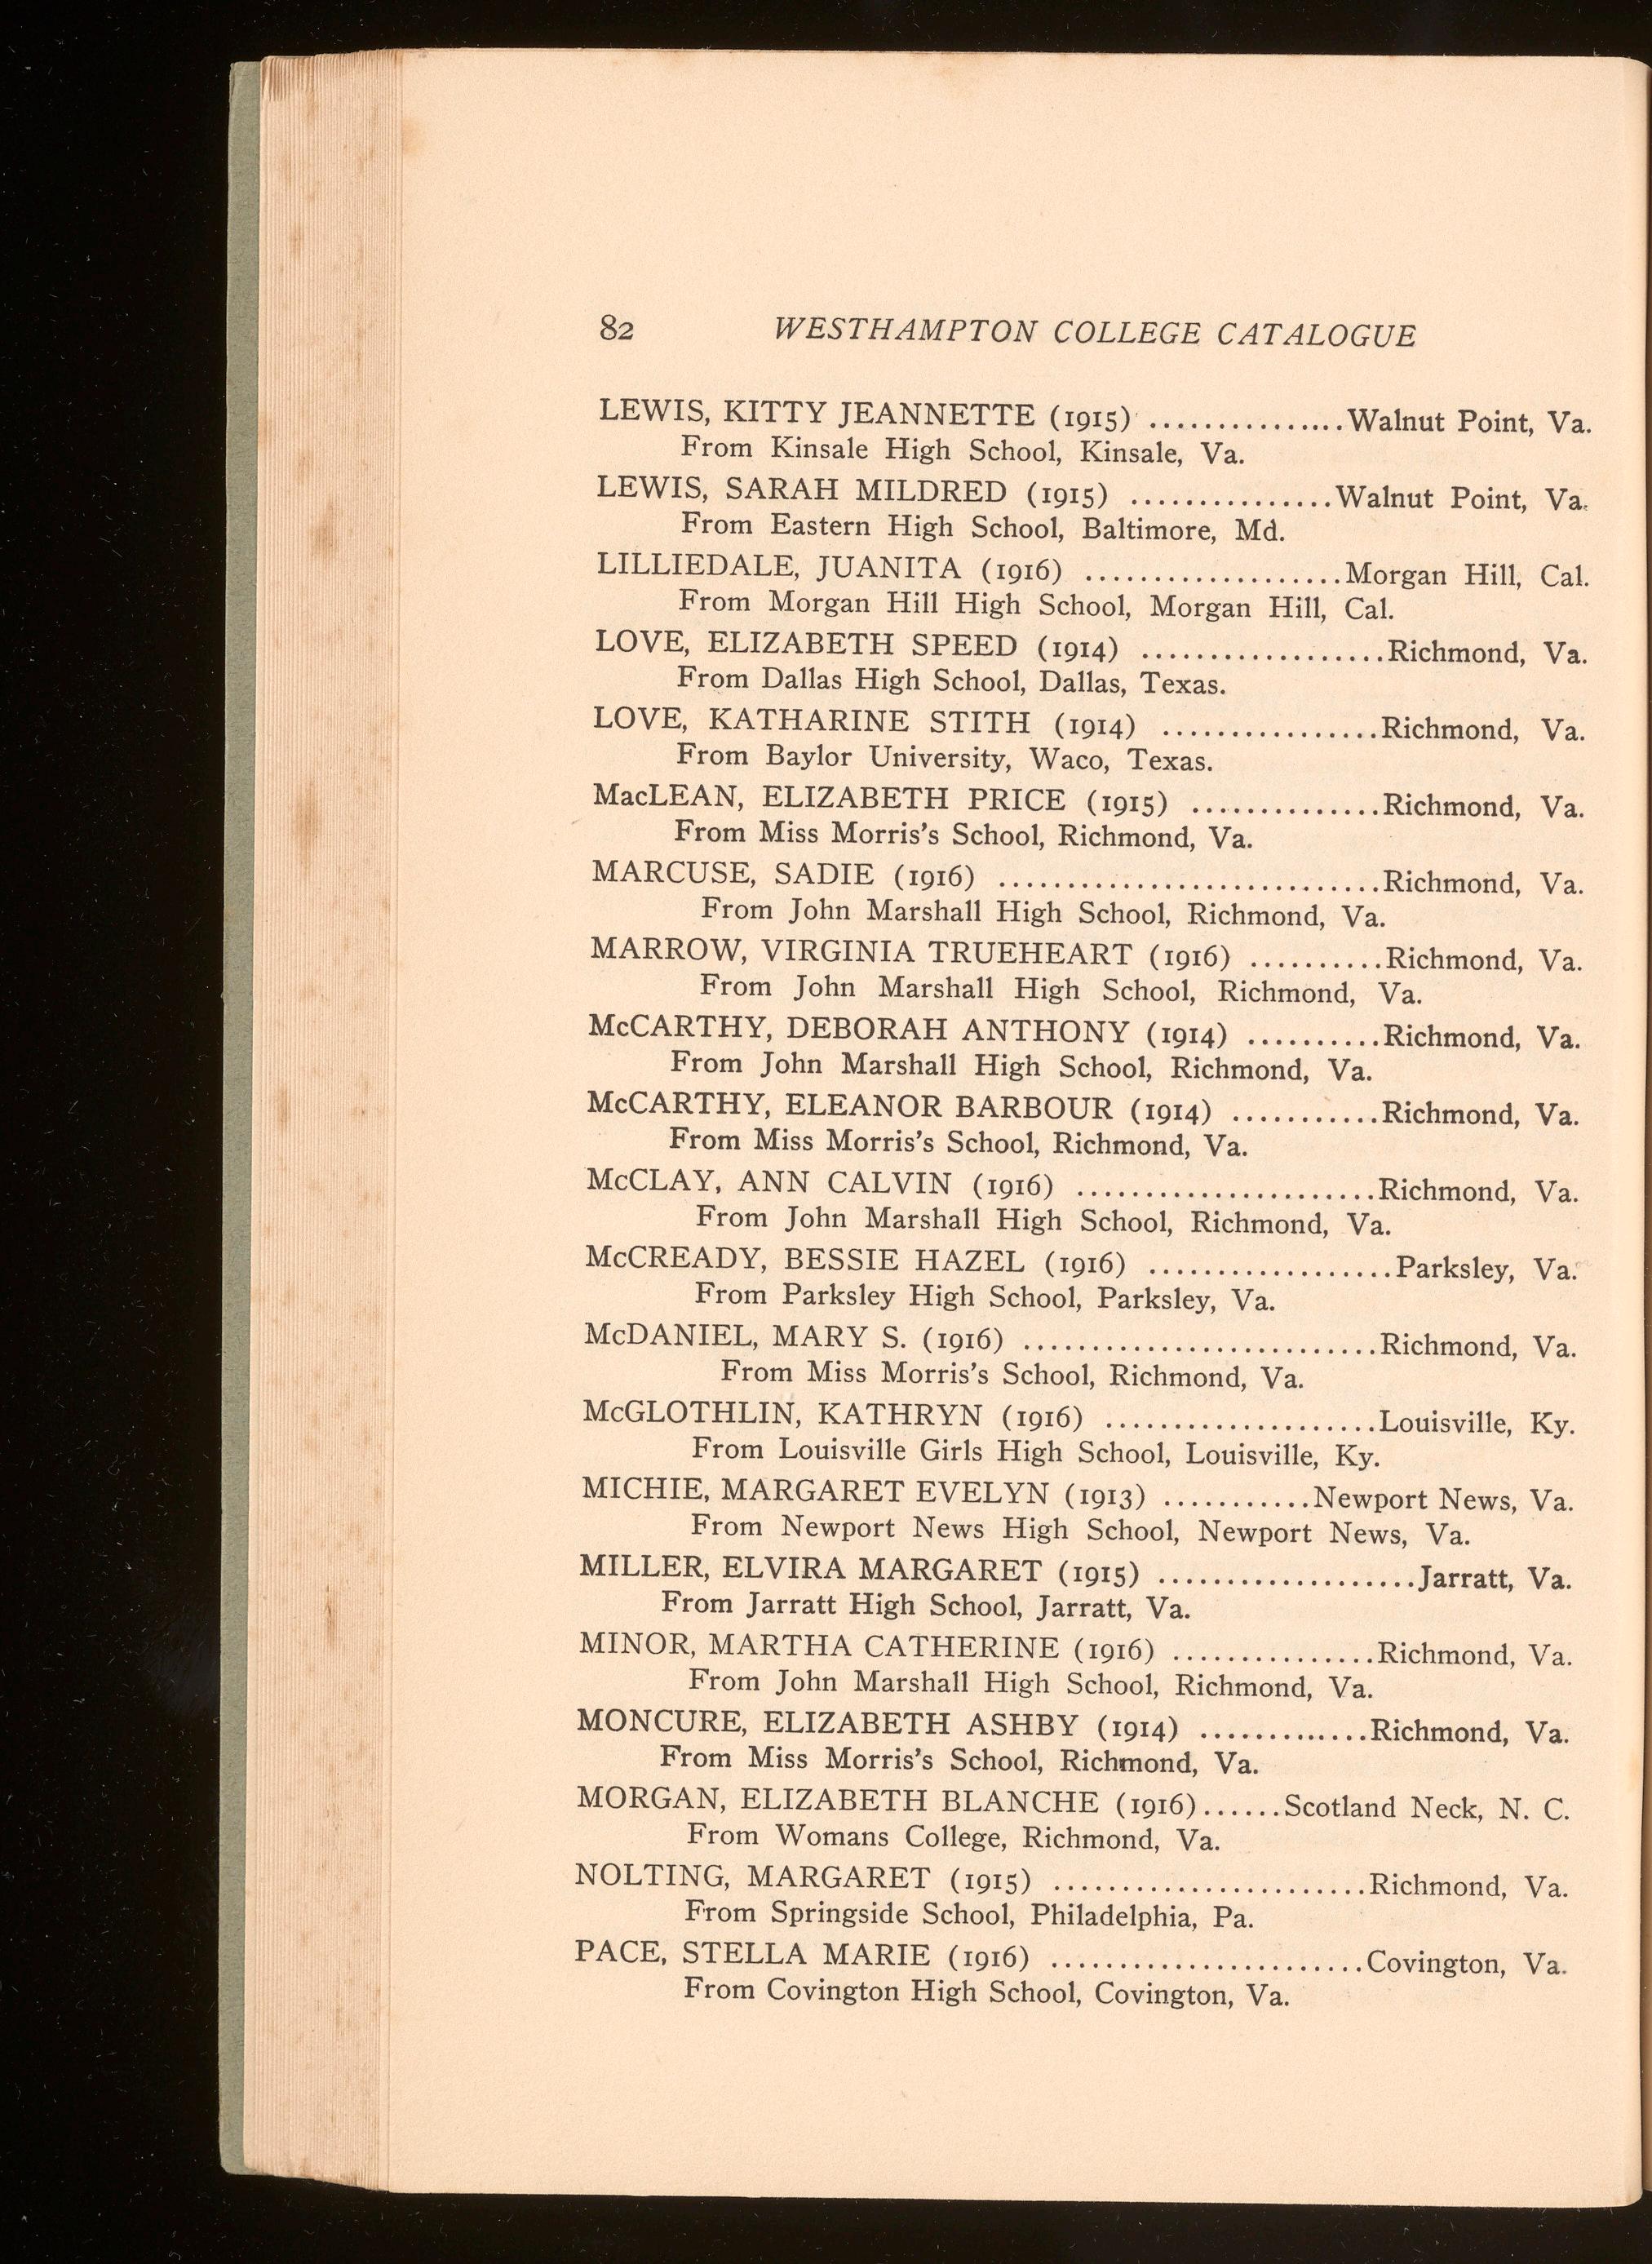 82 WESTHAMPTON COLLEGE CATALOGUE
LEWIS, KITTY JEANNETTE (1915) ...............Walnut Point, Va.
From Kinsale High School, Kinsale, Va.
LEWIS, SARAH MILDRED (1915) ...............Walnut Point, Va.
From Eastern High School, Baltimore, Md.
LILLIEDALE, JUANITA (1916) ...................Morgan Hill, Cal.
From Morgan Hill High School, Morgan Hill, Cal.
LOVE, ELIZABETH SPEED (1914) ..................Richmond, Va.
From Dallas High School, Dallas, Texas.
LOVE, KATHARINE STITH (1914) ................Richmond, Va.
From Baylor University, Waco, Texas.
MacLEAN, ELIZABETH PRICE (1915) ..............Richmond, Va.
From Miss Morris's School, Richmond, Va.
MARCUSE, SADIE (1916) ............................Richmond, Va.
From John Marshall High School, Richmond, Va.
MARROW, VIRGINIA TRUEHEART (1916) ..........Richmond, Va.
From John Marshall High School, Richmond, Va.
McCARTHY, DEBORAH ANTHONY (1914) ..........Richmond, Va.
From John Marshall High School, Richmond, Va.
McCARTHY, ELEANOR BARBOUR (1914) ...........Richmond, Va.
From Miss Morris's School, Richmond, Va.
McCLAY, ANN CALVIN (1916) ......................Richmond, Va.
From John Marshall High School, Richmond, Va.
McCREADY, BESSIE HAZEL (1916) ..................Parksley, Va.
From Parksley High School, Parksley, Va.
McDANIEL, MARY S. (1916) ..........................Richmond, Va.
From Miss Morris's School, Richmond, Va.
McGLOTHLIN, KATHRYN (1916) ....................Louisville, Ky.
From Louisville Girls High School, Louisville, Ky.
MICHIE, MARGARET EVELYN (1913) ...........Newport News, Va.
From Newport News High School, Newport News, Va.
MILLER, ELVIRA MARGARET (1915) ...................Jarratt, Va.
From Jarratt High School, Jarratt, Va.
MINOR, MARTHA CATHERINE (1916) ...............Richmond, Va.
From John Marshall High School, Richmond, Va.
MONCURE, ELIZABETH ASHBY (1914) .............Richmond, Va.
From Miss Morris's School, Richmond, Va.
MORGAN, ELIZABETH BLANCHE (1916)......Scotland Neck, N. C.
From Womans College, Richmond, Va.
NOLTING, MARGARET (1915) .......................Richmond, Va.
From Springside School, Philadelphia, Pa.
PACE, STELLA MARIE (1916) .......................Covington, Va.
From Covington High School, Covington, Va.